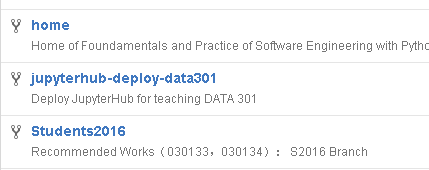 home
Home of Foundamentals and Practice of Software Engineering with Pytho
jupyterhub-deploy-data301
Deploy JupyterHub for teaching DATA 301
Students2016
Recommended Works（030133，030134）： S2016 Branch